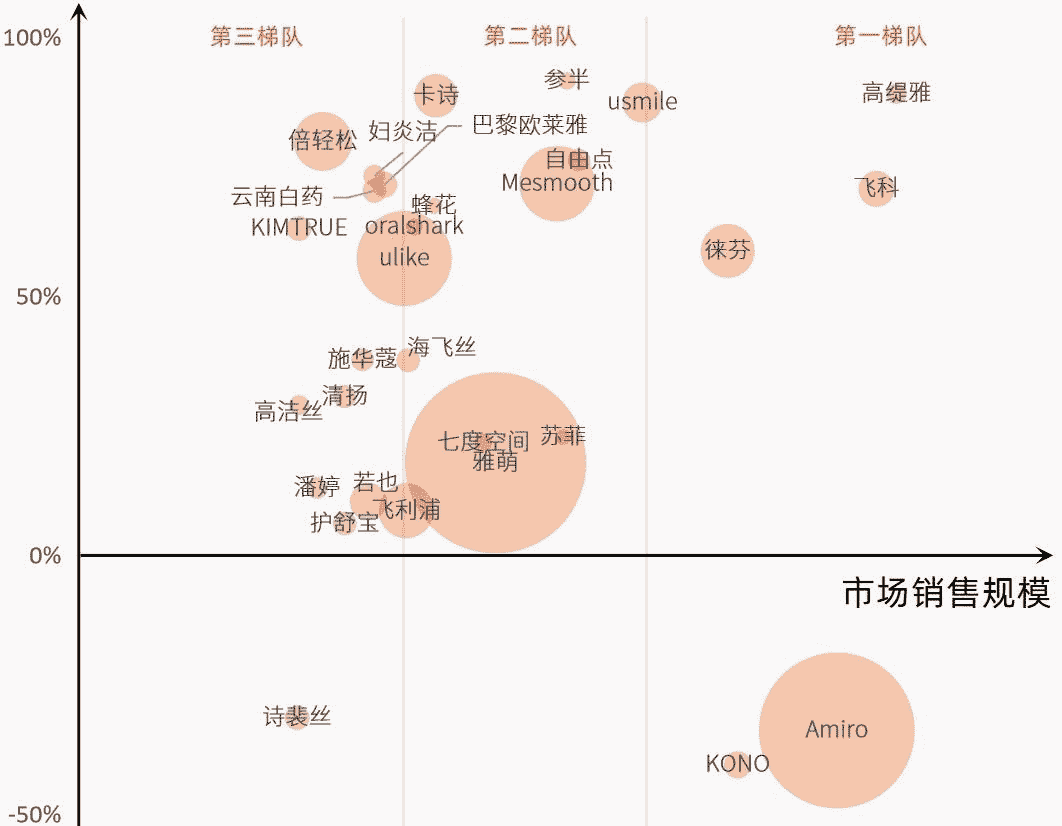 100%
第三梯队
第二梯队
第一梯队
参半
卡诗
usmile
高缇雅
妇炎洁
巴黎欧莱雅
倍轻松
自由点
Mesmooth
飞科
云南白药
蜂花
KIMTRUE
oralshark
徕芬
ulike
50%
海飞丝
施华蔻
清扬
高洁丝
七度空间
苏菲
雅萌
潘婷
若也
飞利浦
护舒宝
0%
市场销售规模
诗裴丝
Amiro
KONO
-50%